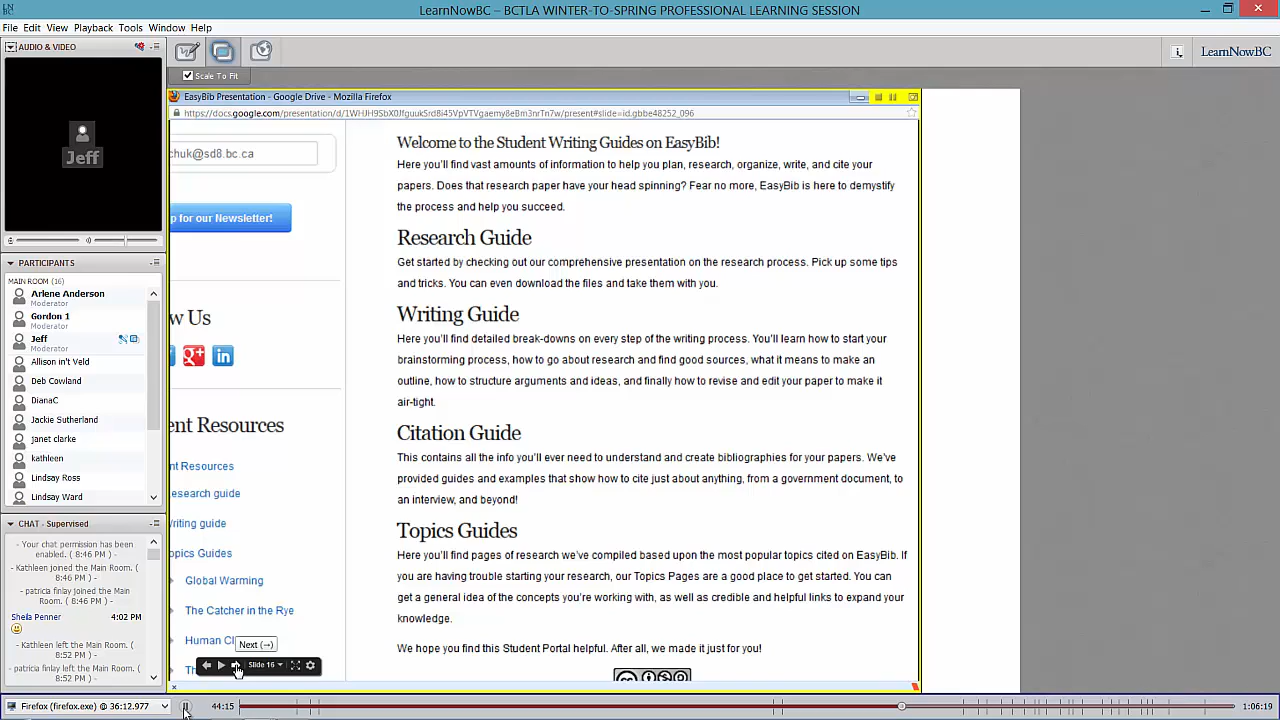 LearnNowBC – BCTLA WINTER-TO-SPRING PROFESSIONAL LEARNING SESSION
File Edit View Playback Tools Window Help
AUDIO & VIDEO
Jeff
LearnNowBC
Scale To Fit
PARTICIPANTS
MAIN ROOM (16)
Arlene Anderson
Moderator
Gordon 1
Moderator
Jeff
Moderator
Allison in't Veld
Deb Cowland
DianaC
Jackie Sutherland
janet clarke
kathleen
Lindsay Ross
Lindsay Ward
CHAT - Supervised
- Your chat permission has been
enabled. ( 8:46 PM ) -
- Kathleen joined the Main Room. (
8:46 PM ) -
- patricia finlay joined the Main
Room. ( 8:46 PM ) -
Sheila Penner 4:02 PM
- Kathleen left the Main Room. (
8:52 PM ) -
- patricia finlay left the Main
Room. ( 8:52 PM ) -
EasyBib Presentation - Google Drive - Mozilla Firefox
chuk@sd8.bc.ca
p for our Newsletter!
w Us
ent Resources
nt Resources
esearch guide
riting guide
opics Guides
Global Warming
The Catcher in the Rye
Human Cl
Th
Next (→)
Slide 16
Welcome to the Student Writing Guides on EasyBib!
Here you'll find vast amounts of information to help you plan, research, organize, write, and cite your
papers. Does that research paper have your head spinning? Fear no more, EasyBib is here to demystify
the process and help you succeed.
Research Guide
Get started by checking out our comprehensive presentation on the research process. Pick up some tips
and tricks. You can even download the files and take them with you.
Writing Guide
Here you'll find detailed break-downs on every step of the writing process. You'll learn how to start your
brainstorming process, how to go about research and find good sources, what it means to make an
outline, how to structure arguments and ideas, and finally how to revise and edit your paper to make it
air-tight.
Citation Guide
This contains all the info you'll ever need to understand and create bibliographies for your papers. We've
provided guides and examples that show how to cite just about anything, from a government document, to
an interview, and beyond!
Topics Guides
Here you'll find pages of research we've compiled based upon the most popular topics cited on EasyBib. If
you are having trouble starting your research, our Topics Pages are a good place to get started. You can
get a general idea of the concepts you're working with, as well as credible and helpful links to expand your
knowledge.
We hope you find this Student Portal helpful. After all, we made it just for you!
Firefox (firefox.exe) @ 36:12.977
44:15
1:06:19